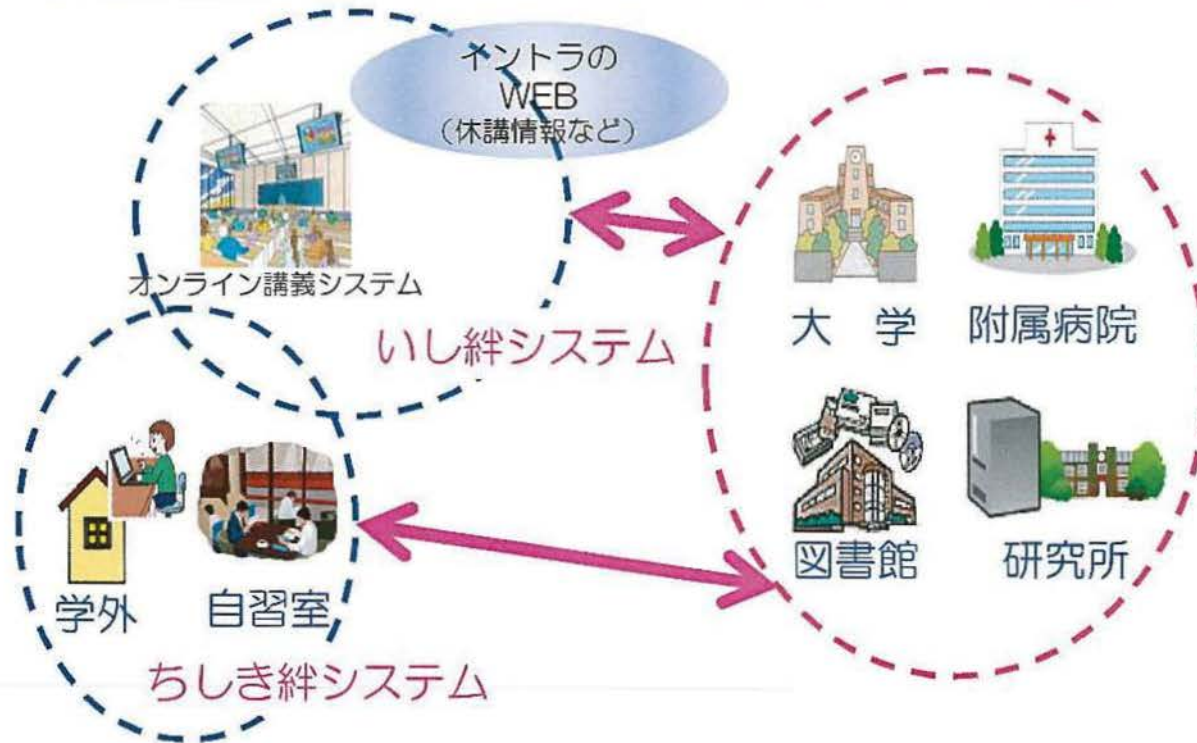 イントラの
WEB
（休講情報など）
オンライン講義システム
いし絆システム
大　学
附属病院
図書館
研究所
学外
自習室
ちしき絆システム